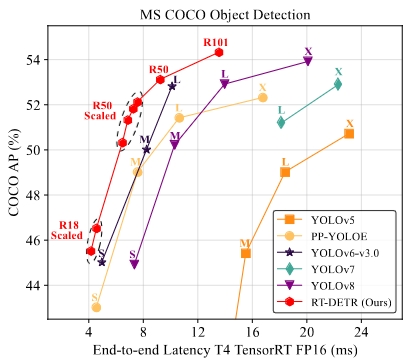 MS COCO Object Detection
COCO AP (%)
54
52
50
48
46
44
4
8
12
16
20
24
End-to-end Latency T4 TensorRT FP16 (ms)
R101
R50
R50
Scaled
R18
Scaled
L
M
S
X
L
M
S
X
L
M
S
X
L
X
L
M
YOLOv5
PP-YOLOE
YOLOv6-v3.0
YOLOv7
YOLOv8
RT-DETR (Ours)